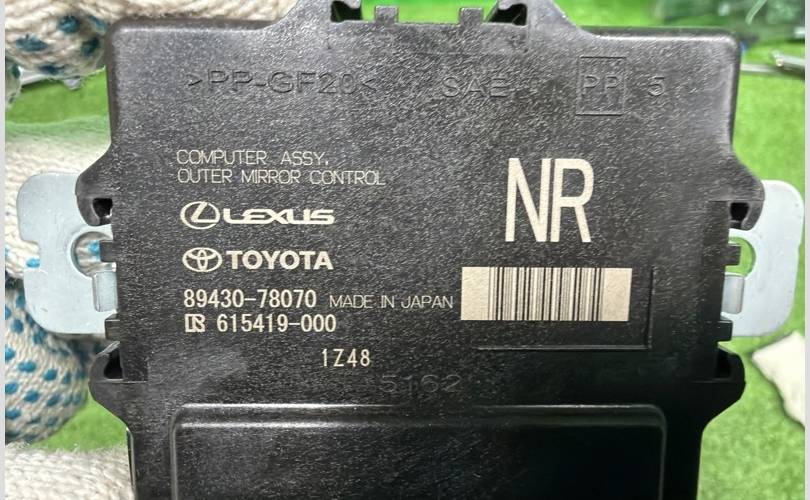 >PP-GF20<
SAE
PP 5
COMPUTER ASSY,
OUTER MIRROR CONTROL
NR
LEXUS
TOYOTA
89430-78070 MADE IN JAPAN
615419-000
1Z48
5162